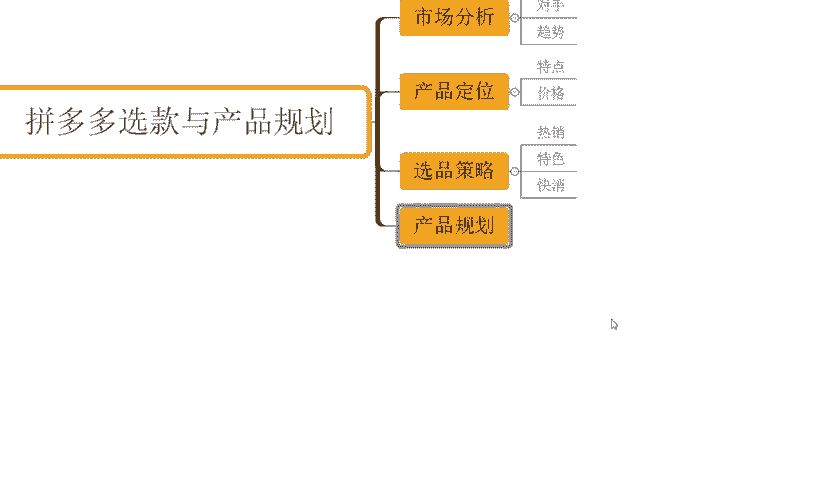 市场分析
对手
趋势
拼多多选款与产品规划
产品定位
特点
价格
选品策略
热销
特色
快消
产品规划